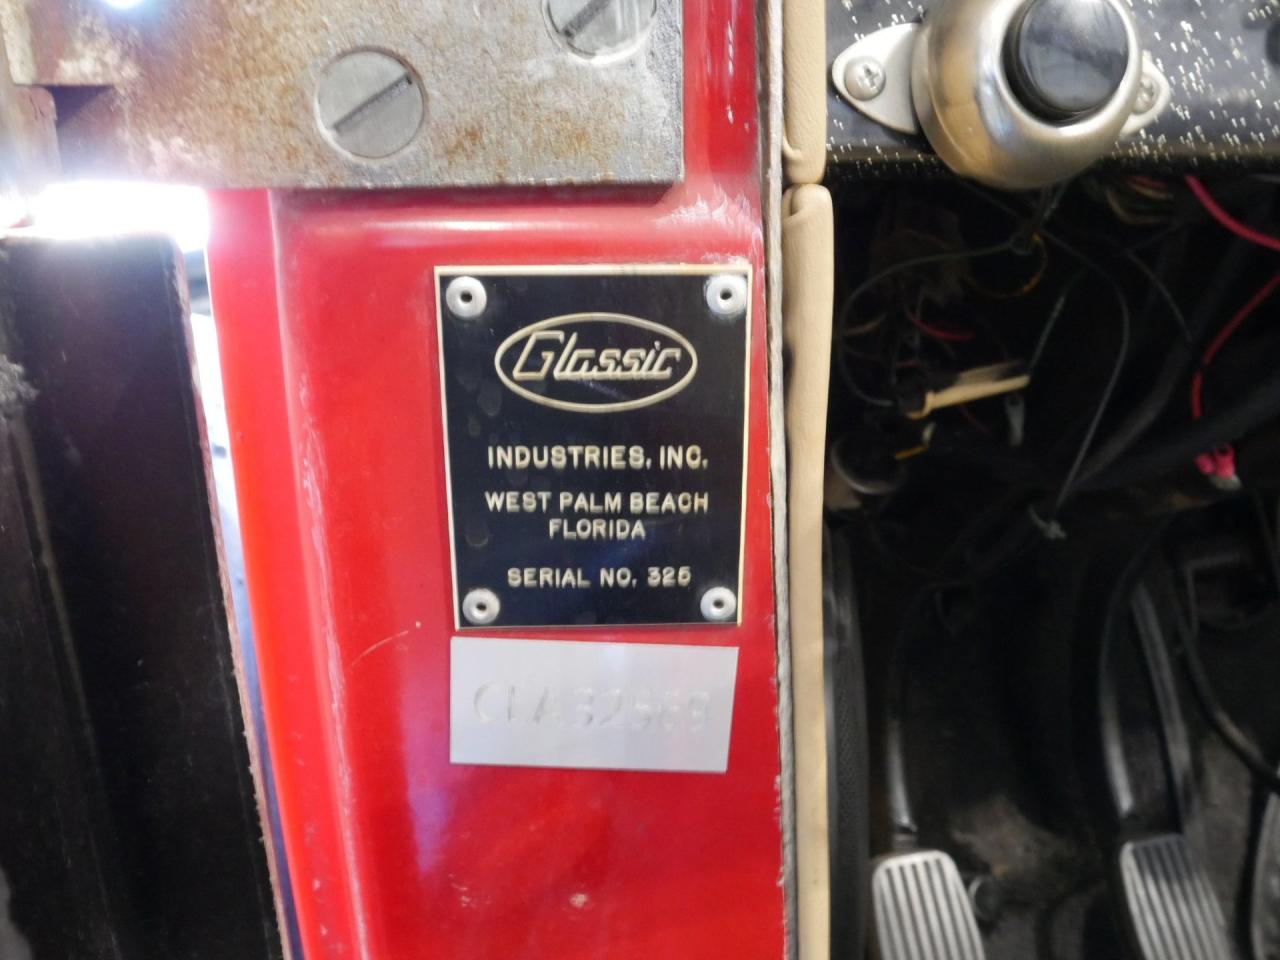 Glassic
INDUSTRIES, INC.
WEST PALM BEACH
FLORIDA
SERIAL NO. 325